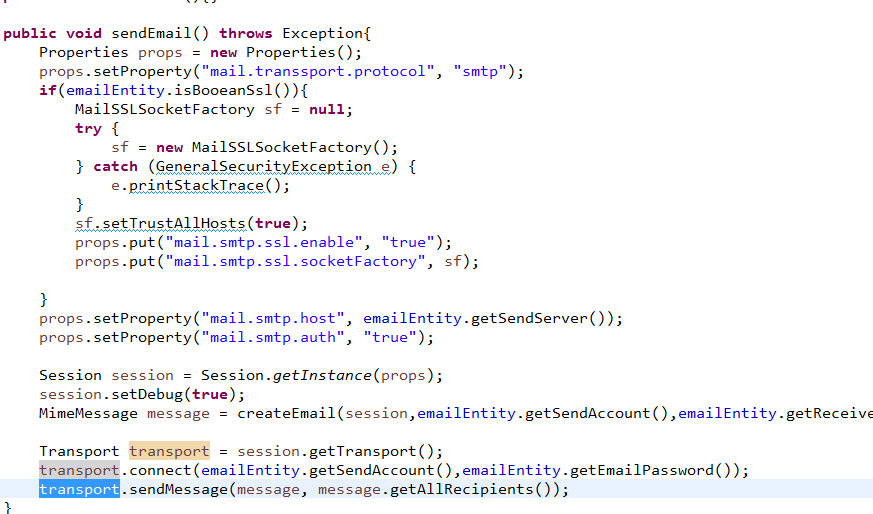 public void sendEmail() throws Exception{
Properties props = new Properties();
props.setProperty("mail.transsport.protocol", "smtp");
if(emailEntity.isBooeanSsl()){
MailSSLSocketFactory sf = null;
try {
sf = new MailSSLSocketFactory();
} catch (GeneralSecurityException e) {
e.printStackTrace();
}
sf.setTrustAllHosts(true);
props.put("mail.smtp.ssl.enable", "true");
props.put("mail.smtp.ssl.socketFactory", sf);
}
props.setProperty("mail.smtp.host", emailEntity.getSendServer());
props.setProperty("mail.smtp.auth", "true");
Session session = Session.getInstance(props);
session.setDebug(true);
MimeMessage message = createEmail(session,emailEntity.getSendAccount(),emailEntity.getReceive
Transport transport = session.getTransport();
transport.connect(emailEntity.getSendAccount(),emailEntity.getEmailPassword());
transport.sendMessage(message, message.getAllRecipients());
}